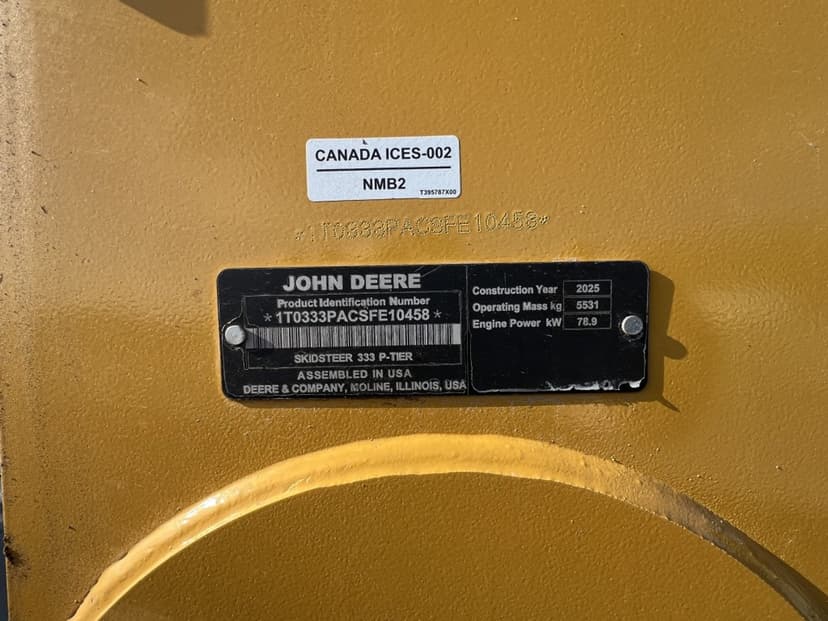 CANADA ICES-002
NMB2
T395787X00
*1T0333PACSFE10458*
JOHN DEERE
Product Identification Number
*1T0333PACSFE10458*
SKIDSTEER 333 P-TIER
ASSEMBLED IN USA
DEERE & COMPANY, MOLINE, ILLINOIS, USA
Construction Year 2025
Operating Mass kg 5531
Engine Power kW 78.9